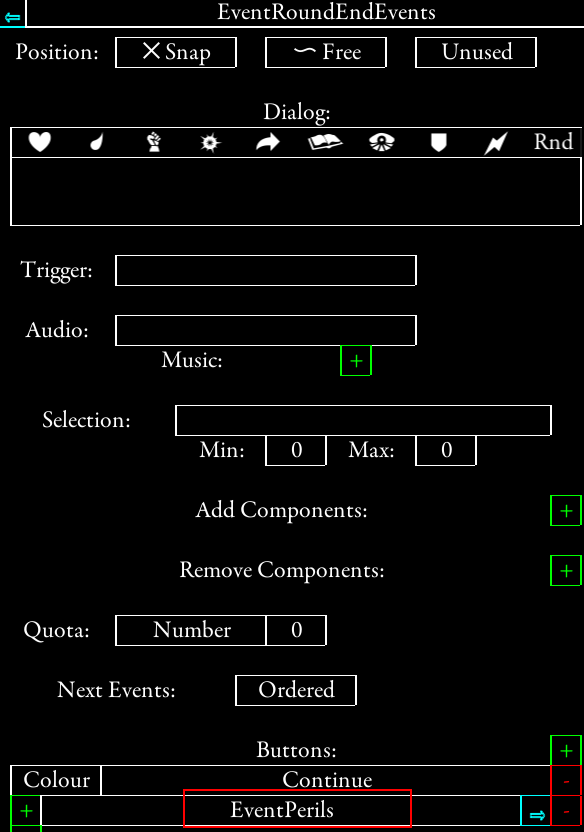 EventRoundEndEvents
Position: Snap Free Unused
Dialog:
Rnd
Trigger:
Audio:
Music: +
Selection:
Min: 0 Max: 0
Add Components: +
Remove Components: +
Quota: Number 0
Next Events: Ordered
Buttons: +
Colour Continue -
+ EventPerils -